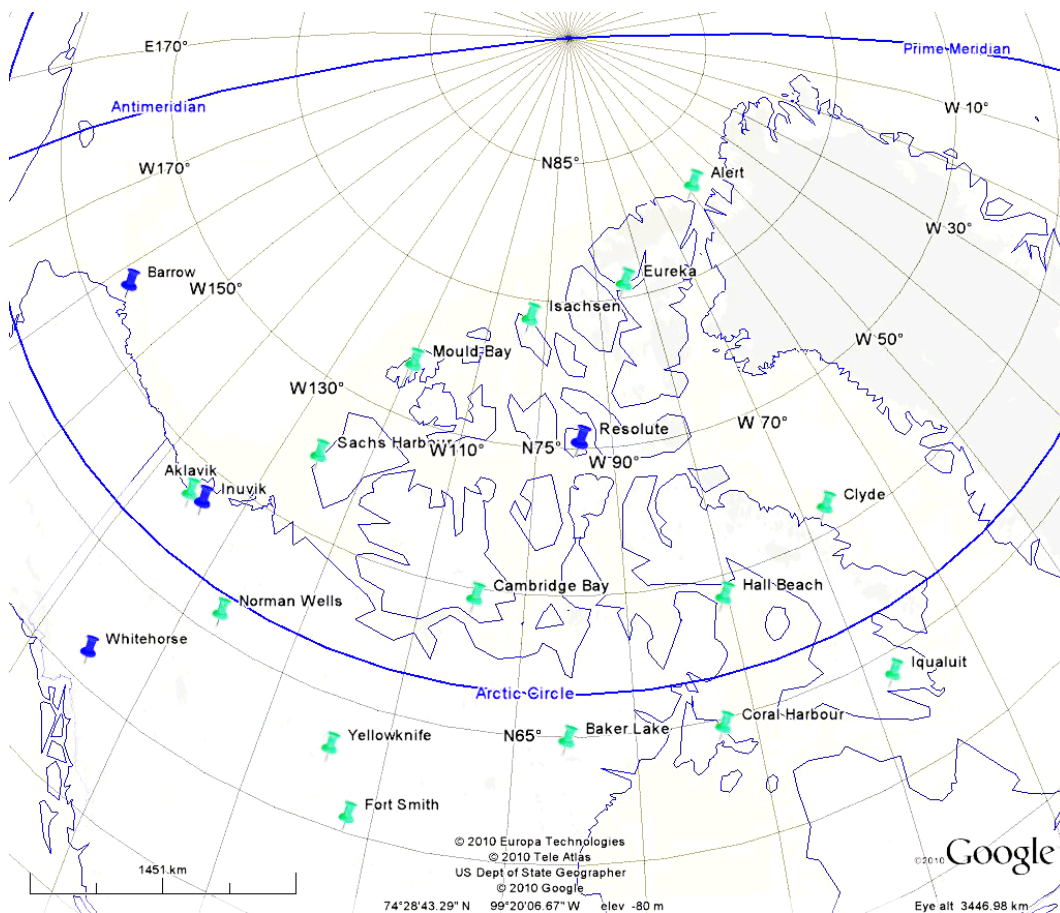 E170°
Prime Meridian
Antimeridian
W 10°
W170°
N85°
Alert
W 30°
Barrow
Eureka
W150°
Isachsen
W 50°
Mould Bay
W130°
W 70°
Resolute
Sachs Harbour
W110°
N75°
W 90°
Aklavik
Inuvik
Clyde
Cambridge Bay
Hall Beach
Norman Wells
Whitehorse
Iqualuit
Arctic Circle
Coral Harbour
Baker Lake
N65°
Yellowknife
Fort Smith
© 2010 Europa Technologies
© 2010 Tele Atlas
US Dept of State Geographer
© 2010 Google
©2010 Google
1451 km
74°28'43.29" N 99°20'06.67" W elev -80 m
Eye alt 3446.98 km